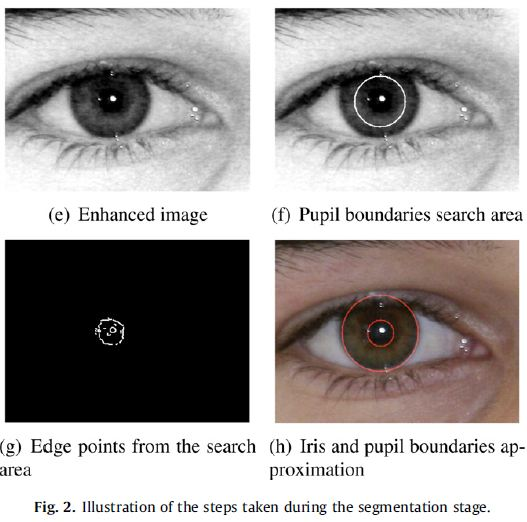 (e) Enhanced image
(f) Pupil boundaries search area
(g) Edge points from the search area
(h) Iris and pupil boundaries ap-
proximation
Fig. 2. Illustration of the steps taken during the segmentation stage.